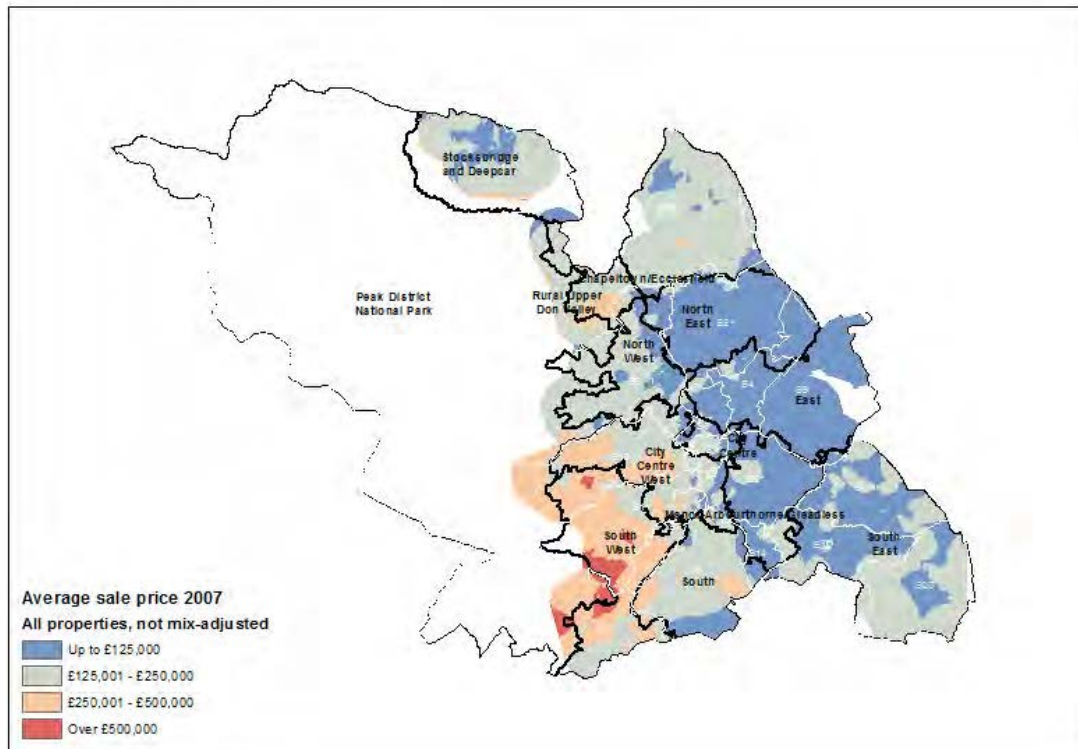 Stocksbridge
and Deepcar
Chapeltown/Ecclesfield
Peak District
National Park
Rural Upper
Don Valley
North
East
North
West
East
City
Centre
West
Centre
South
West
South
East
South
Average sale price 2007
All properties, not mix-adjusted
Up to £125,000
£125,001 - £250,000
£250,001 - £500,000
Over £500,000